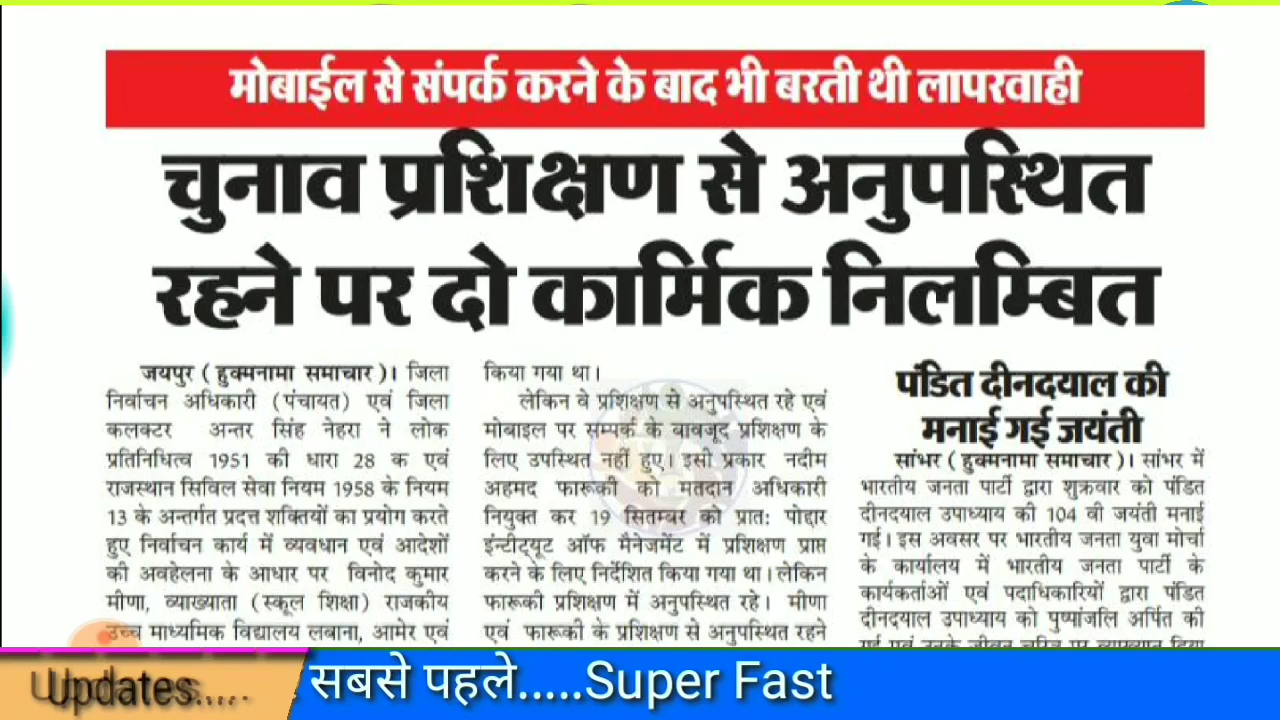 मोबाईल से संपर्क करने के बाद भी बरती थी लापरवाही
चुनाव प्रशिक्षण से अनुपस्थित
रहने पर दो कार्मिक निलम्बित
जयपुर ( हुक्मनामा समाचार )। जिला
निर्वाचन अधिकारी (पंचायत) एवं जिला
कलक्टर अन्तर सिंह नेहरा ने लोक
प्रतिनिधित्व 1951 की धारा 28 क एवं
राजस्थान सिविल सेवा नियम 1958 के नियम
13 के अन्तर्गत प्रदत्त शक्तियों का प्रयोग करते
हुए निर्वाचन कार्य में व्यवधान एवं आदेशों
की अवहेलना के आधार पर विनोद कुमार
मीणा, व्याख्याता (स्कूल शिक्षा) राजकीय
उच्च माध्यमिक विद्यालय लबाना, आमेर एवं
किया गया था।
लेकिन वे प्रशिक्षण से अनुपस्थित रहे एवं
मोबाइल पर सम्पर्क के बावजूद प्रशिक्षण के
लिए उपस्थित नहीं हुए। इसी प्रकार नदीम
अहमद फारूकी को मतदान अधिकारी
नियुक्त कर 19 सितम्बर को प्रात: पोद्दार
इंन्टीट्यूट ऑफ मैनेजमेंट में प्रशिक्षण प्राप्त
करने के लिए निर्देशित किया गया था। लेकिन
फारूकी प्रशिक्षण में अनुपस्थित रहे। मीणा
एवं फारूकी के प्रशिक्षण से अनुपस्थित रहने
पंडित दीनदयाल की
मनाई गई जयंती
सांभर ( हुक्मनामा समाचार )। सांभर में
भारतीय जनता पार्टी द्वारा शुक्रवार को पंडित
दीनदयाल उपाध्याय की 104 वी जयंती मनाई
गई। इस अवसर पर भारतीय जनता युवा मोर्चा
के कार्यालय में भारतीय जनता पार्टी के
कार्यकर्ताओं एवं पदाधिकारियों द्वारा पंडित
दीनदयाल उपाध्याय को पुष्पांजलि अर्पित की
गई एवं उनके जीवन चरित्र पर व्याख्यान दिया
Updates.....
सबसे पहले.....Super Fast